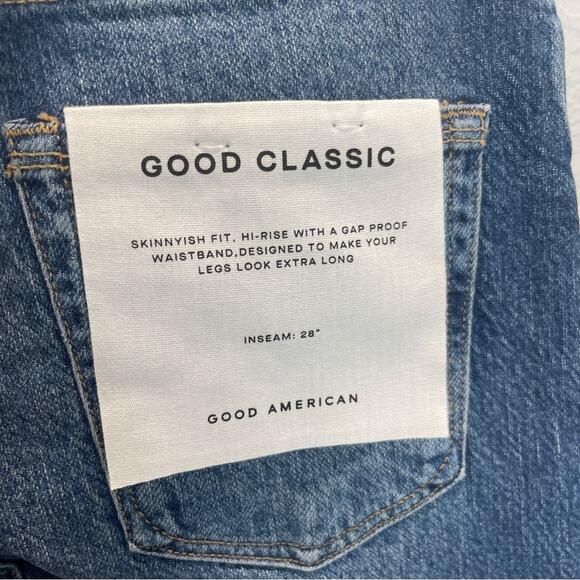 GOOD CLASSIC
SKINNYISH FIT, HI-RISE WITH A GAP PROOF
WAISTBAND,DESIGNED TO MAKE YOUR
LEGS LOOK EXTRA LONG
INSEAM: 28"
GOOD AMERICAN